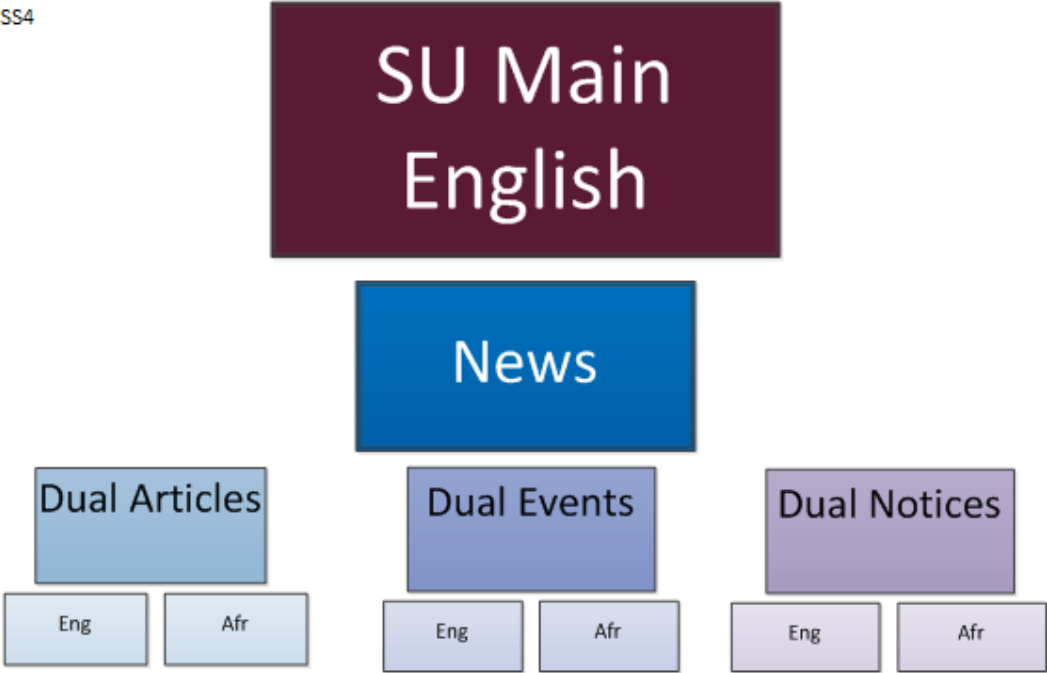 SS4
SU Main
English
News
Dual Articles
Dual Events
Dual Notices
Eng
Afr
Eng
Afr
Eng
Afr